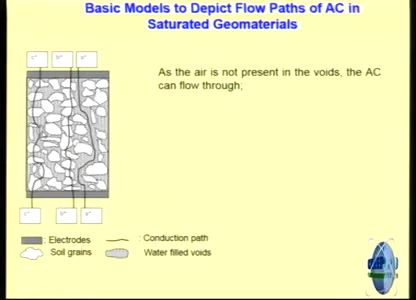 Basic Models to Depict Flow Paths of AC in
Saturated Geomaterials
c"
b"
a"
As the air is not present in the voids, the AC
can flow through;
c"
b"
a"
: Electrodes
: Conduction path
Soil grains
Water filled voids